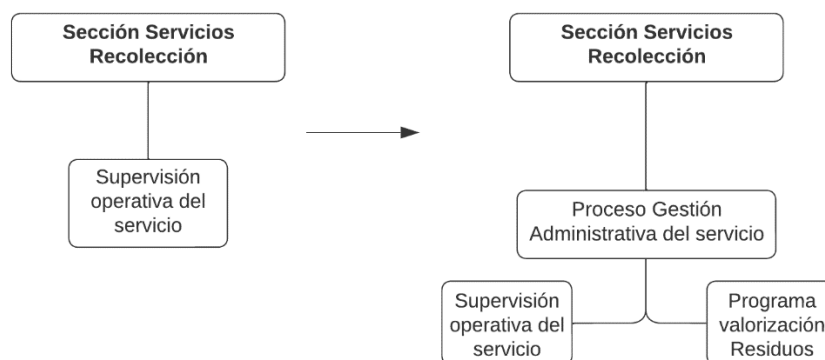 Sección Servicios
Recolección
Supervisión
operativa del
servicio
Sección Servicios
Recolección
Proceso Gestión
Administrativa del servicio
Supervisión
operativa del
servicio
Programa
valorización
Residuos